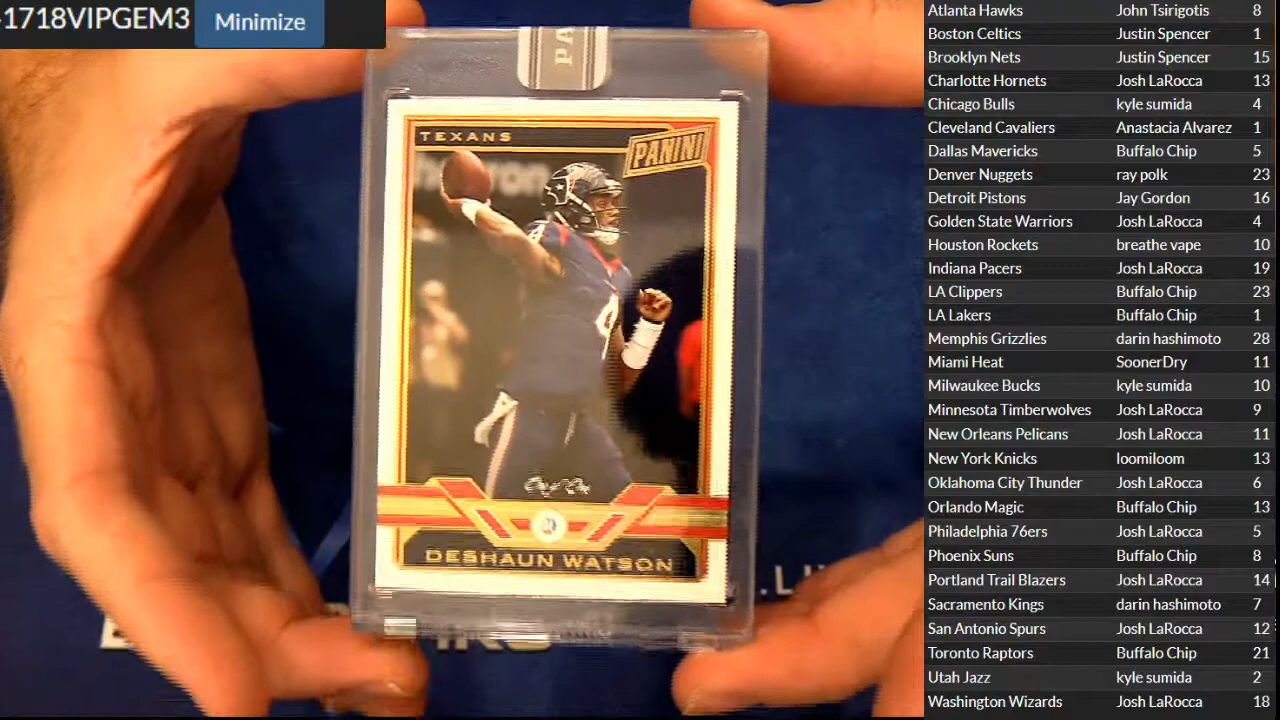 -1718VIPGEM3
Minimize
PA
TEXANS
PANINI
4
One of One
DESHAUN WATSON
Atlanta Hawks John Tsirigotis 8
Boston Celtics Justin Spencer 1
Brooklyn Nets Justin Spencer 15
Charlotte Hornets Josh LaRocca 13
Chicago Bulls kyle sumida 4
Cleveland Cavaliers Anastacia Alvarez 1
Dallas Mavericks Buffalo Chip 5
Denver Nuggets ray polk 23
Detroit Pistons Jay Gordon 16
Golden State Warriors Josh LaRocca 4
Houston Rockets breathe vape 10
Indiana Pacers Josh LaRocca 19
LA Clippers Buffalo Chip 23
LA Lakers Buffalo Chip 1
Memphis Grizzlies darin hashimoto 28
Miami Heat SoonerDry 11
Milwaukee Bucks kyle sumida 10
Minnesota Timberwolves Josh LaRocca 9
New Orleans Pelicans Josh LaRocca 11
New York Knicks loomiloom 13
Oklahoma City Thunder Josh LaRocca 6
Orlando Magic Buffalo Chip 13
Philadelphia 76ers Josh LaRocca 5
Phoenix Suns Buffalo Chip 8
Portland Trail Blazers Josh LaRocca 14
Sacramento Kings darin hashimoto 7
San Antonio Spurs Josh LaRocca 12
Toronto Raptors Buffalo Chip 21
Utah Jazz kyle sumida 2
Washington Wizards Josh LaRocca 18